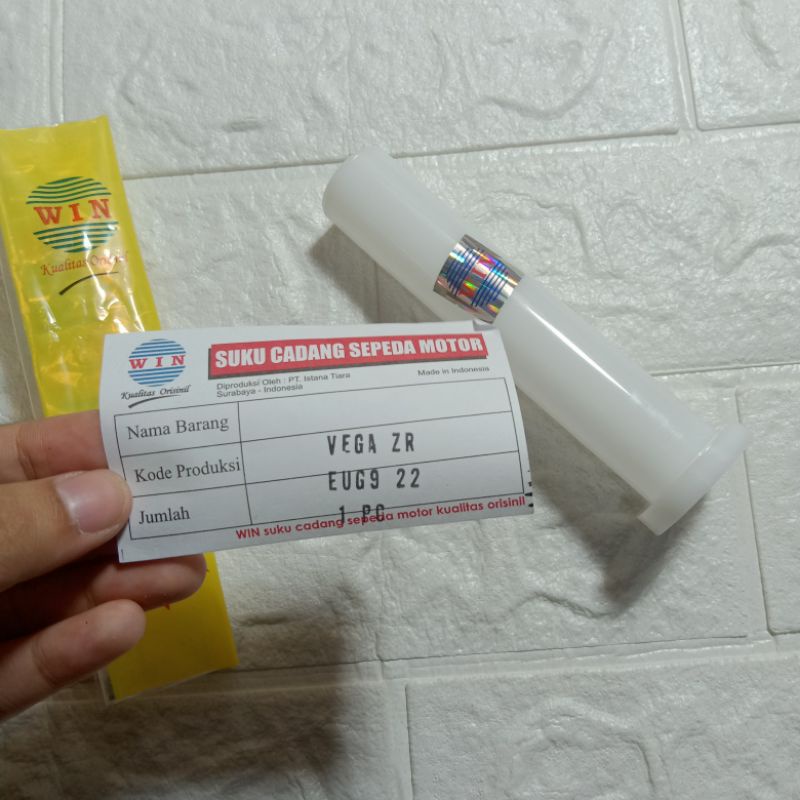 WIN
Kualitas Orisinil
WIN
WIN
Kualitas Orisinil
SUKU CADANG SEPEDA MOTOR
Diproduksi Oleh : PT. Istana Tiara
Surabaya - Indonesia
Made in Indonesia
Nama Barang
VEGA ZR
Kode Produksi
EUG9 22
Jumlah
1 PC
WIN suku cadang sepeda motor kualitas orisinil